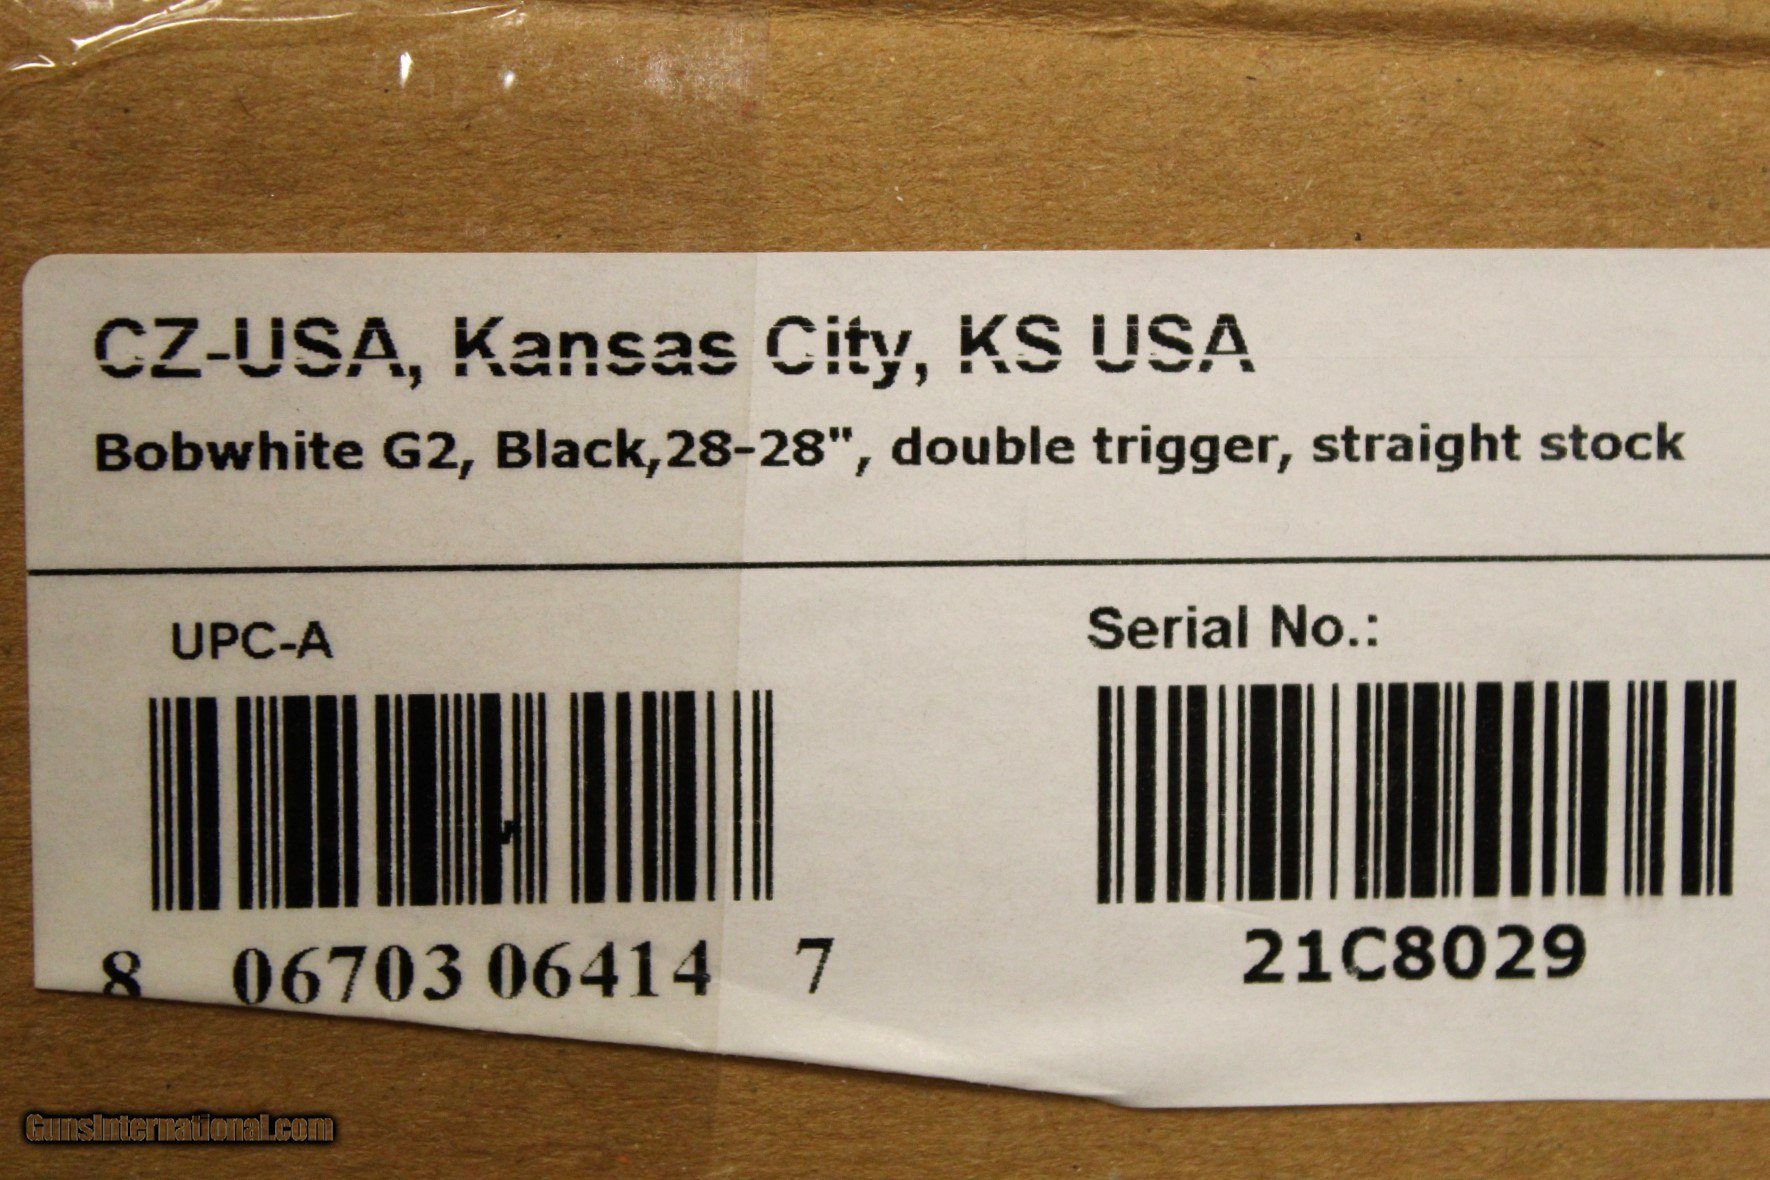 CZ-USA, Kansas City, KS USA
Bobwhite G2, Black,28-28", double trigger, straight stock
UPC-A
Serial No.:
8 06703 06414 7
21C8029
GunsInternational.com